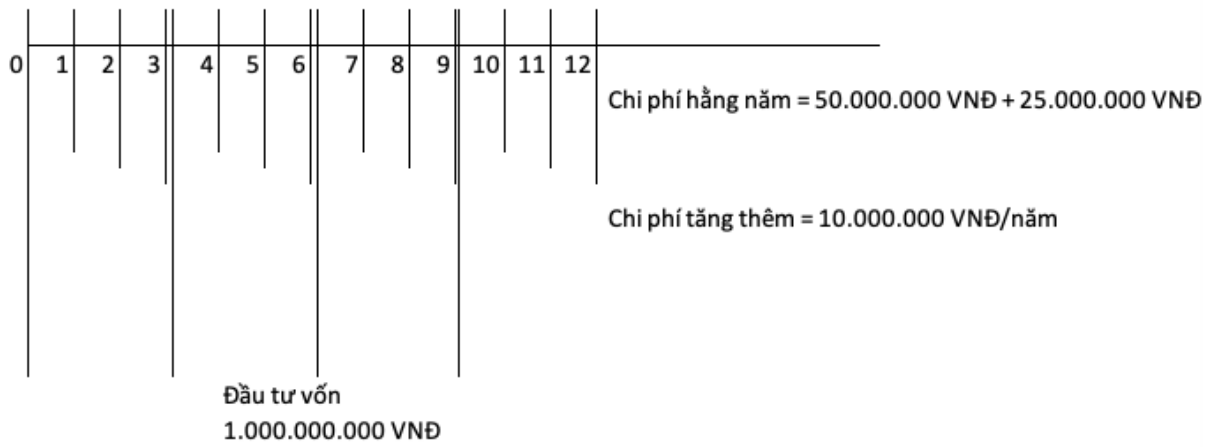 0 1 2 3 4 5 6 7 8 9 10 11 12
Chi phí hằng năm = 50.000.000 VNĐ + 25.000.000 VNĐ
Chi phí tăng thêm = 10.000.000 VNĐ/năm
Đầu tư vốn
1.000.000.000 VNĐ